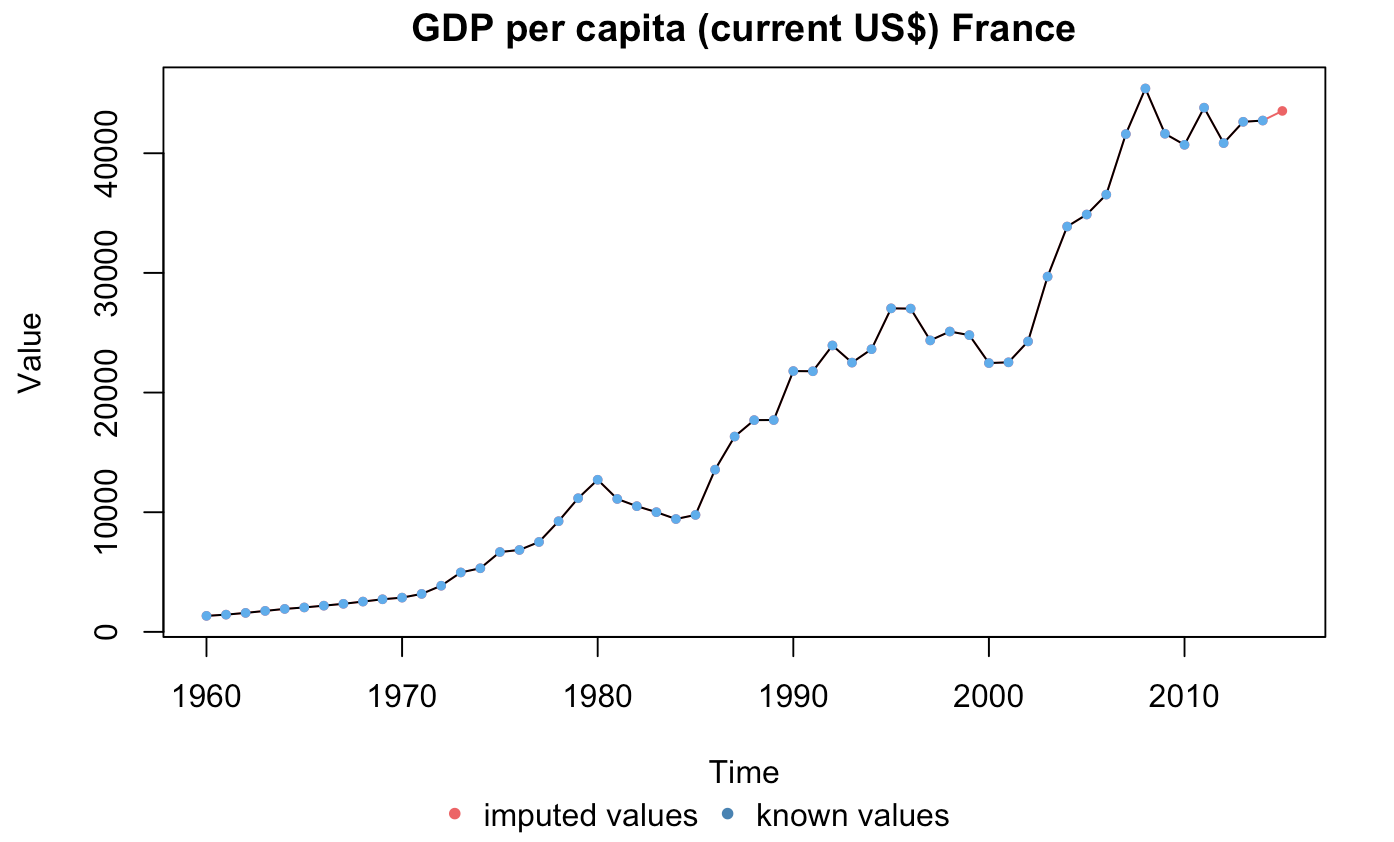 GDP per capita (current US$) France
Value
40000
30000
20000
10000
0
1960 1970 1980 1990 2000 2010
Time
imputed values known values